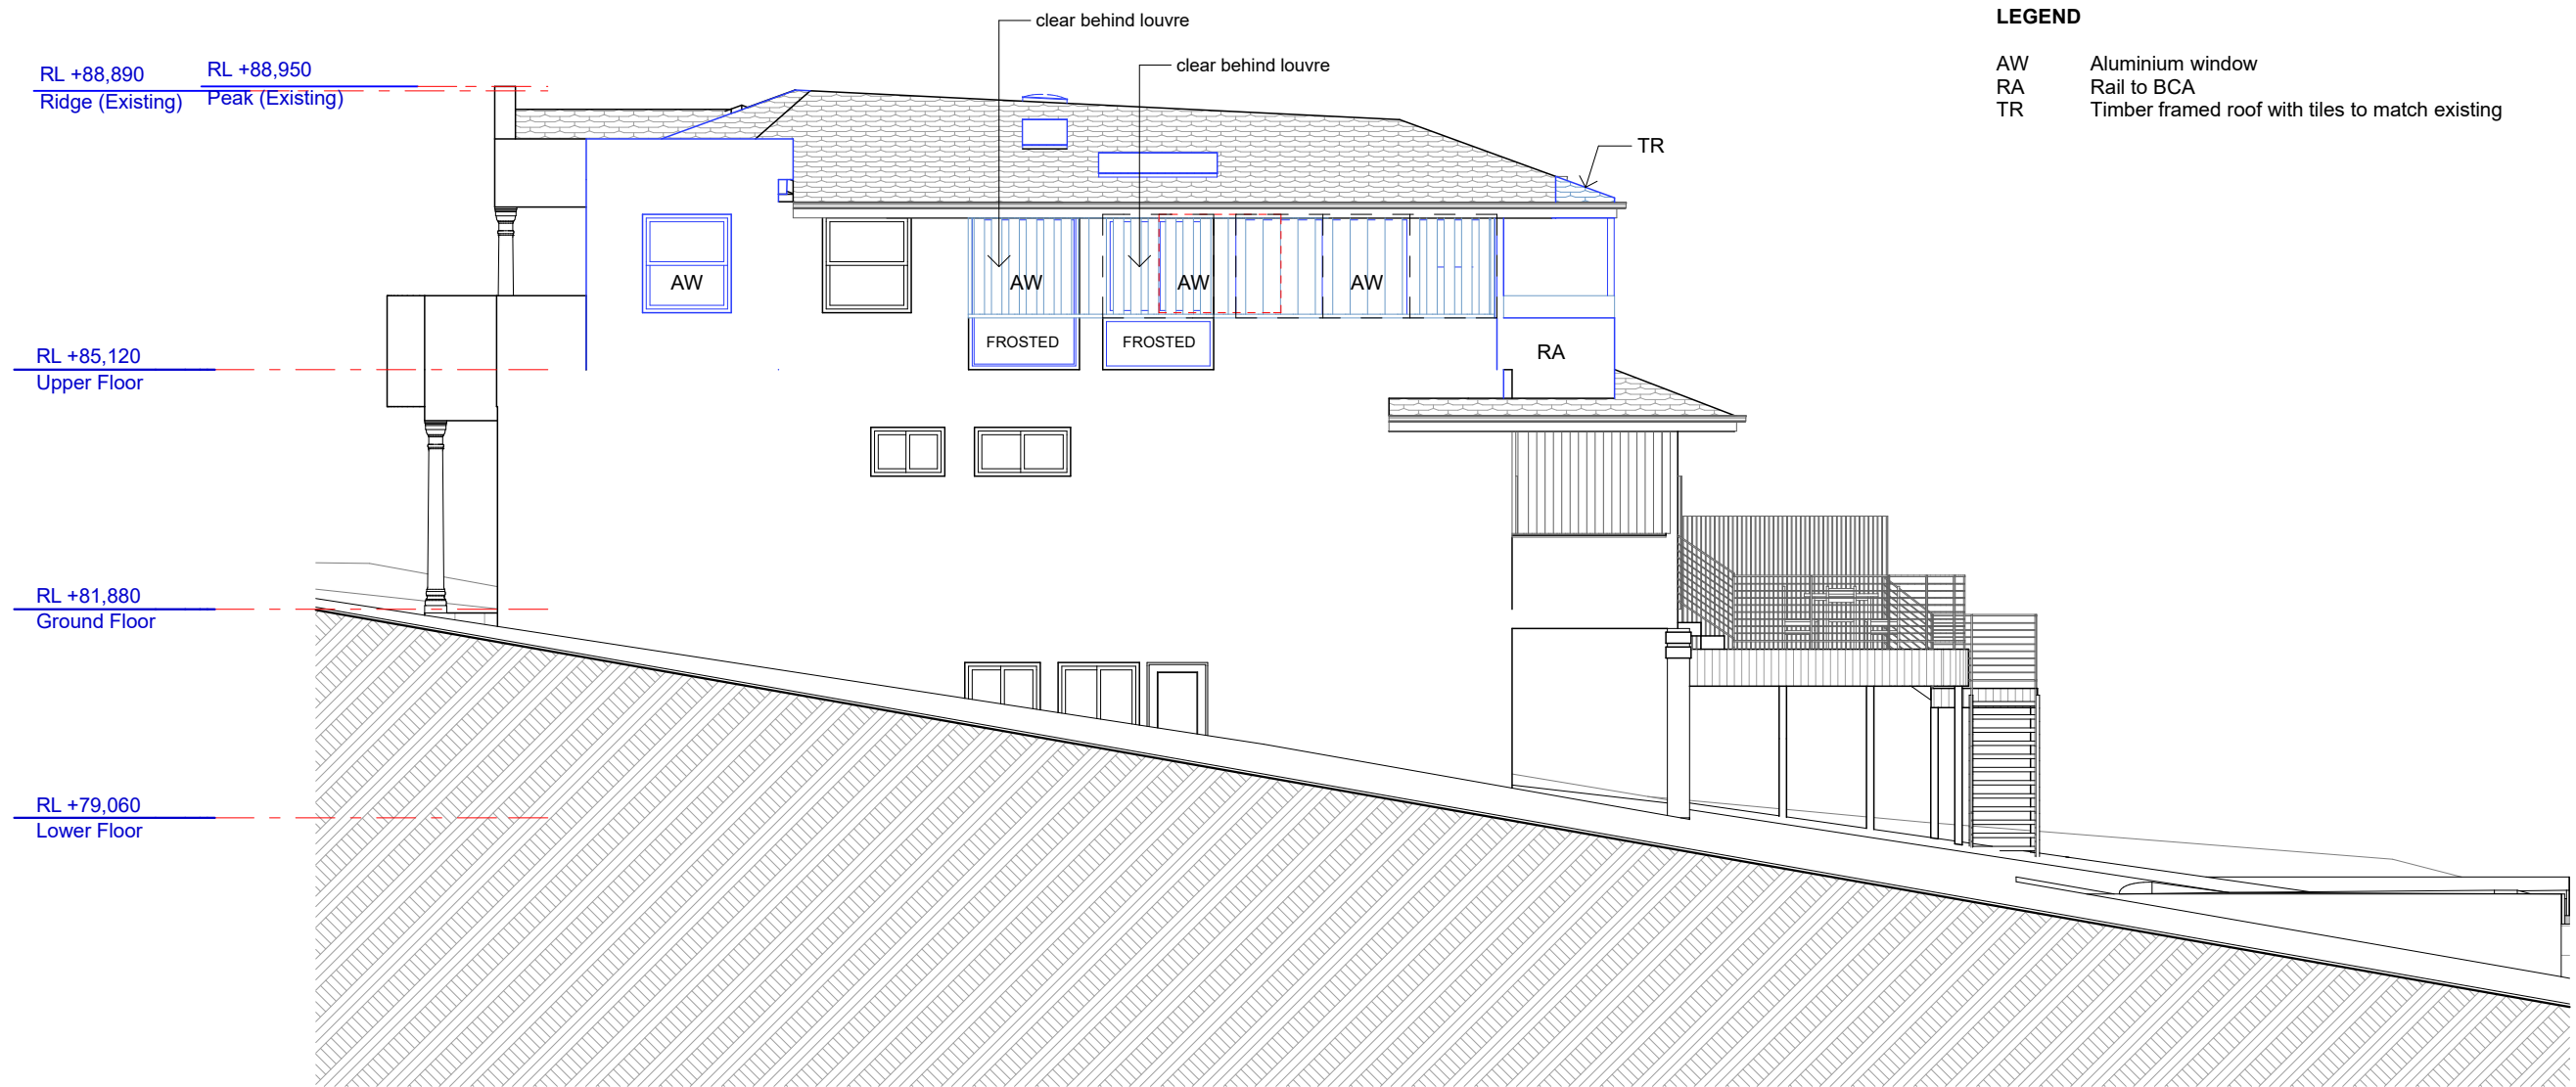 clear behind louvre
clear behind louvre
LEGEND
AW Aluminium window
RA Rail to BCA
TR Timber framed roof with tiles to match existing
RL +88,890
Ridge (Existing)
RL +88,950
Peak (Existing)
TR
AW
AW
AW
AW
FROSTED
FROSTED
RA
RL +85,120
Upper Floor
RL +81,880
Ground Floor
RL +79,060
Lower Floor